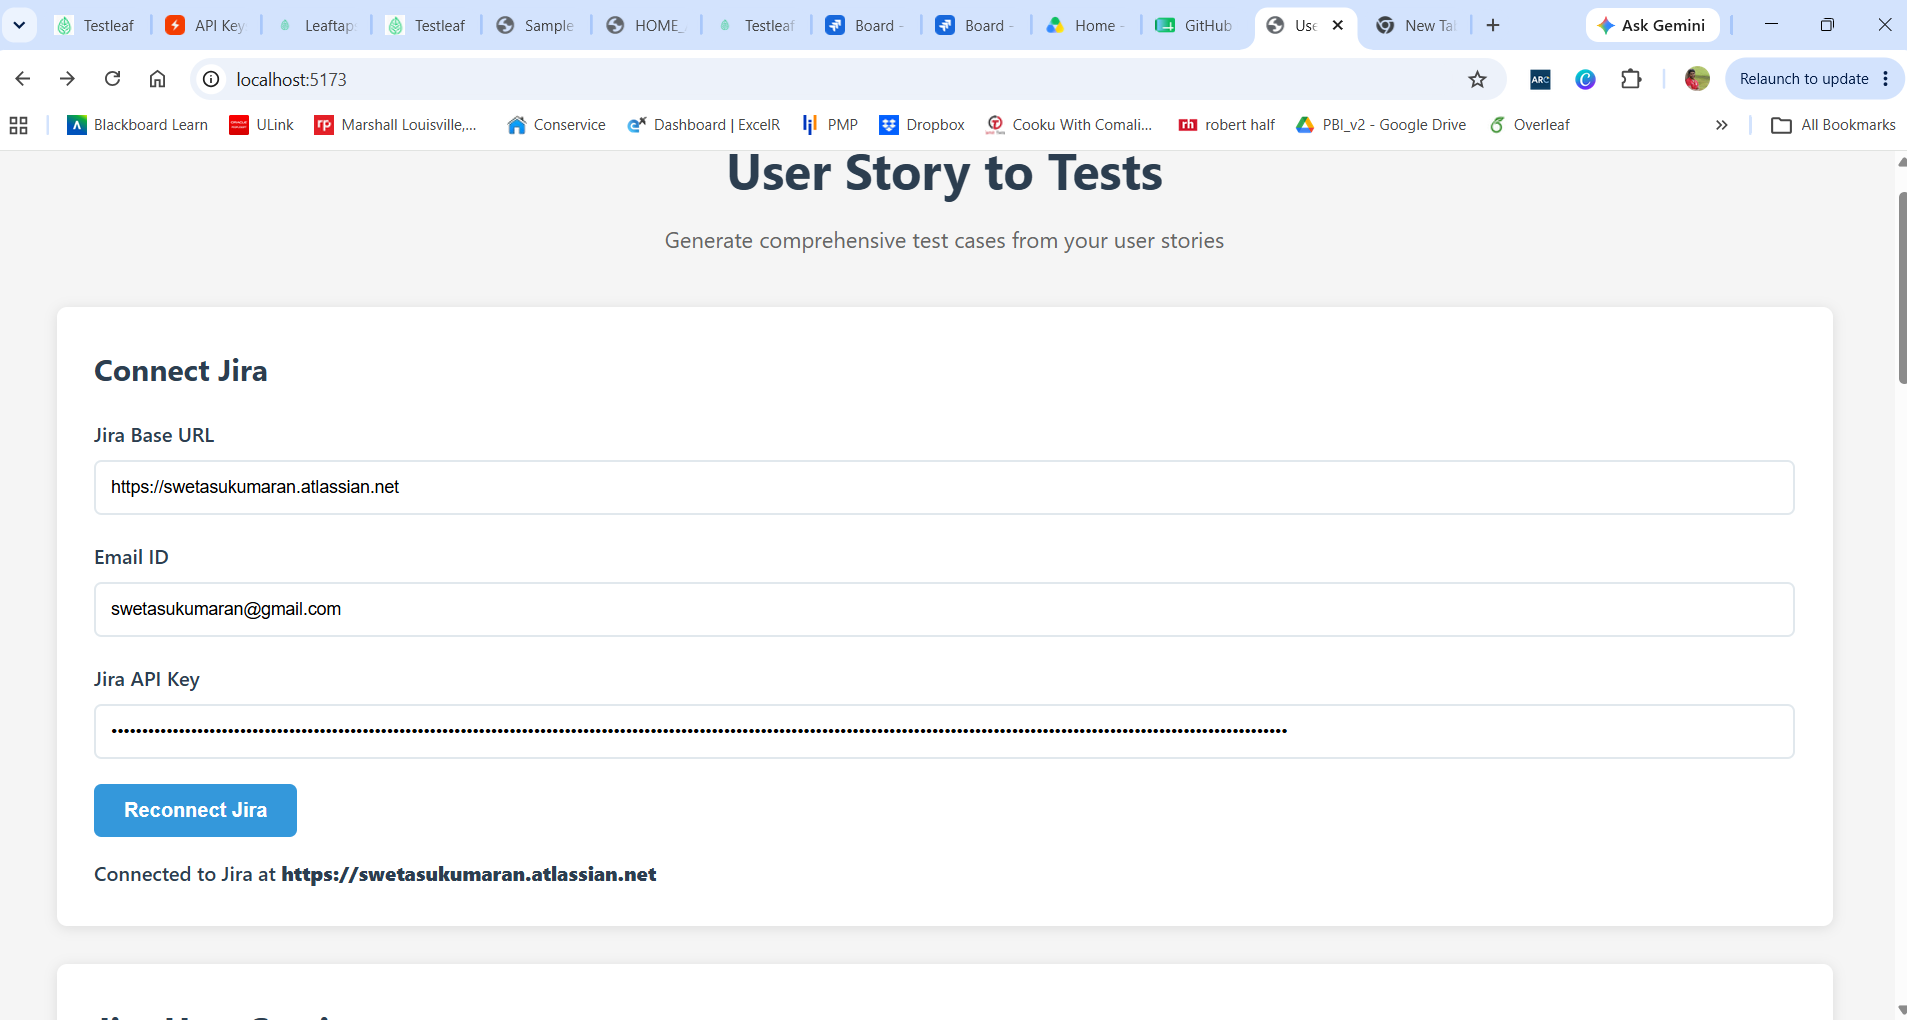 Testleaf
API Key
Leaftap
Testleaf
Sample
HOME_
Testleaf
Board -
Board -
Home -
GitHub
Use
New Ta
Ask Gemini
localhost:5173
ARC
Relaunch to update
Blackboard Learn
ULink
Marshall Louisville,...
Conservice
Dashboard | ExcelR
PMP
Dropbox
Cooku With Comali...
robert half
PBI_v2 - Google Drive
Overleaf
All Bookmarks
User Story to Tests
Generate comprehensive test cases from your user stories
Connect Jira
Jira Base URL
https://swetasukumaran.atlassian.net
Email ID
swetasukumaran@gmail.com
Jira API Key
Reconnect Jira
Connected to Jira at https://swetasukumaran.atlassian.net